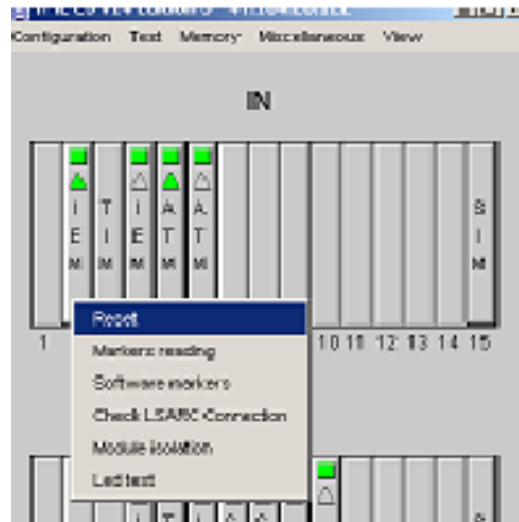 Configuration Test Memory Miscellaneous View
IN
I T I A A S
E I E T T I
M M M M M M
1 10 11 12 13 14 15
Reset
Markers reading
Software markers
Check LSARC Connection
Module isolation
Led test